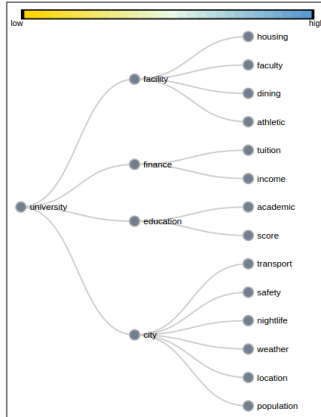 low high
housing
faculty
facility
dining
athletic
tuition
finance
income
academic
university
education
score
transport
safety
nightlife
city
weather
location
population